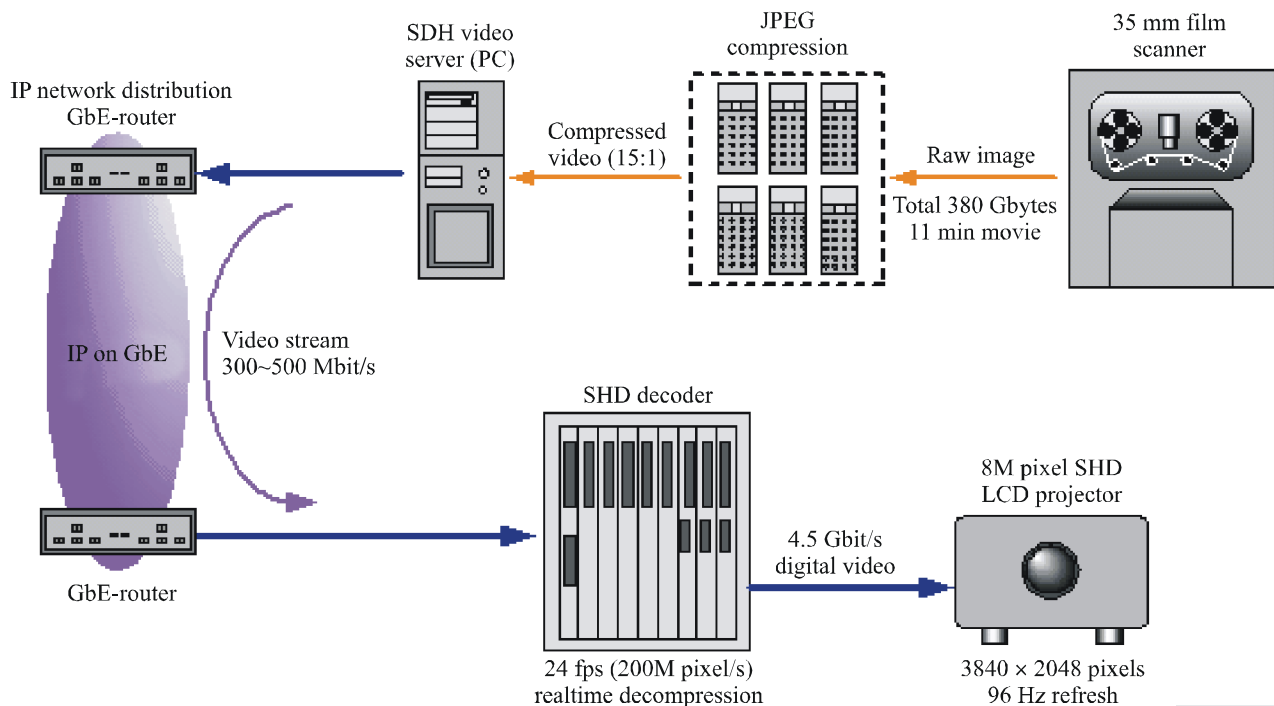 35 mm film
scanner
Raw image
Total 380 Gbytes
11 min movie
JPEG
compression
Compressed
video (15:1)
SDH video
server (PC)
IP network distribution
GbE-router
IP on GbE
Video stream
300~500 Mbit/s
GbE-router
SHD decoder
24 fps (200M pixel/s)
realtime decompression
4.5 Gbit/s
digital video
8M pixel SHD
LCD projector
3840 × 2048 pixels
96 Hz refresh